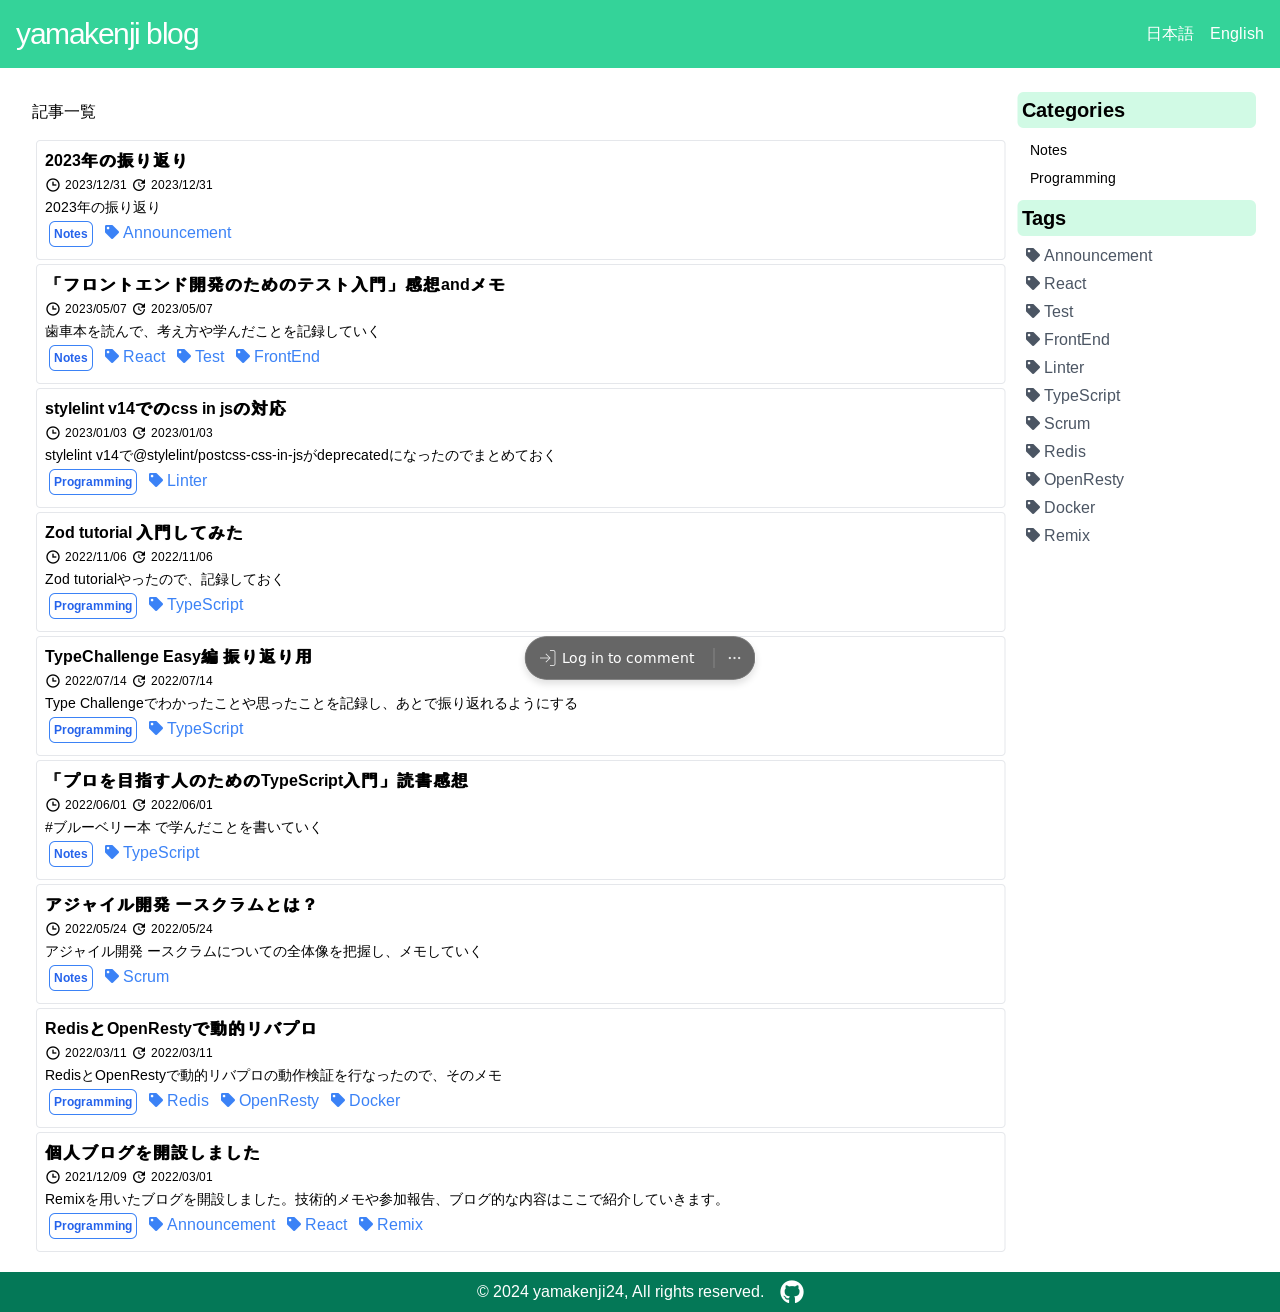 yamakenji blog
日本語 English
記事一覧
2023年の振り返り
2023/12/31 2023/12/31
2023年の振り返り
Notes Announcement
「フロントエンド開発のためのテスト入門」感想andメモ
2023/05/07 2023/05/07
歯車本を読んで、考え方や学んだことを記録していく
Notes React Test FrontEnd
stylelint v14でのcss in jsの対応
2023/01/03 2023/01/03
stylelint v14で@stylelint/postcss-css-in-jsがdeprecatedになったのでまとめておく
Programming Linter
Zod tutorial 入門してみた
2022/11/06 2022/11/06
Zod tutorialやったので、記録しておく
Programming TypeScript
TypeChallenge Easy編 振り返り用
2022/07/14 2022/07/14
Type Challengeでわかったことや思ったことを記録し、あとで振り返れるようにする
Programming TypeScript
Log in to comment
「プロを目指す人のためのTypeScript入門」読書感想
2022/06/01 2022/06/01
#ブルーベリー本 で学んだことを書いていく
Notes TypeScript
アジャイル開発 ースクラムとは？
2022/05/24 2022/05/24
アジャイル開発 ースクラムについての全体像を把握し、メモしていく
Notes Scrum
RedisとOpenRestyで動的リバプロ
2022/03/11 2022/03/11
RedisとOpenRestyで動的リバプロの動作検証を行なったので、そのメモ
Programming Redis OpenResty Docker
個人ブログを開設しました
2021/12/09 2022/03/01
Remixを用いたブログを開設しました。技術的メモや参加報告、ブログ的な内容はここで紹介していきます。
Programming Announcement React Remix
Categories
Notes
Programming
Tags
Announcement
React
Test
FrontEnd
Linter
TypeScript
Scrum
Redis
OpenResty
Docker
Remix
© 2024 yamakenji24, All rights reserved.